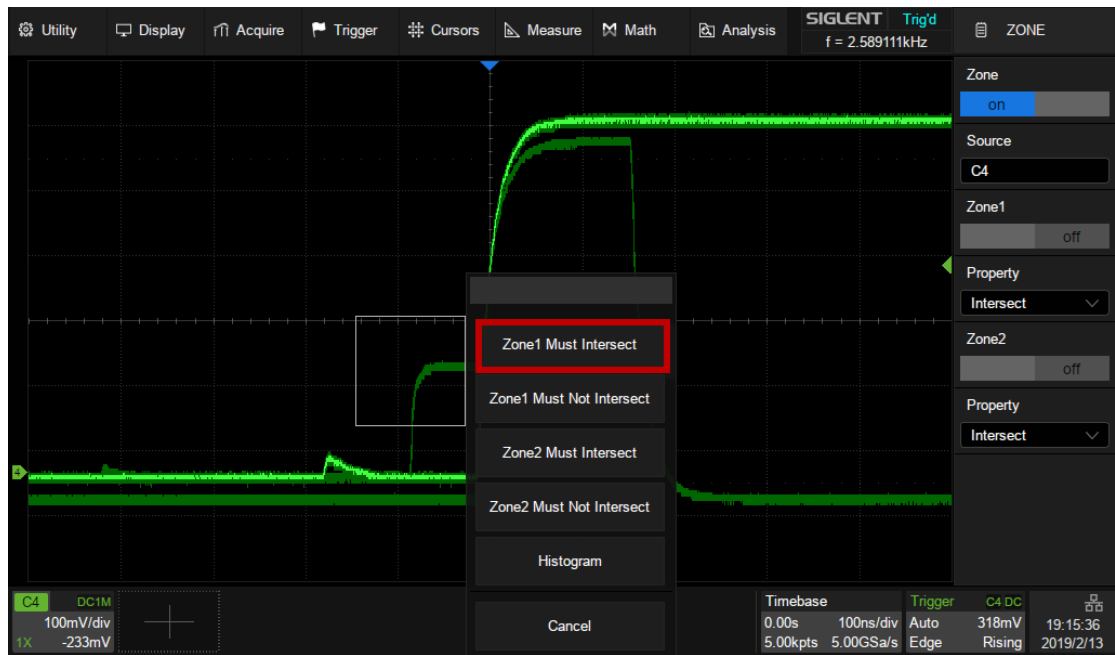 Utility
Display
Acquire
Trigger
Cursors
Measure
Math
Analysis
SIGLENT Trig'd
f = 2.589111kHz
ZONE
Zone
on
Source
C4
Zone1
off
Property
Intersect
Zone2
off
Property
Intersect
Zone1 Must Intersect
Zone1 Must Not Intersect
Zone2 Must Intersect
Zone2 Must Not Intersect
Histogram
Cancel
4
C4 DC1M
100mV/div
1X -233mV
Timebase
0.00s 100ns/div
5.00kpts 5.00GSa/s
Trigger C4 DC
Auto 318mV
Edge Rising
19:15:36
2019/2/13